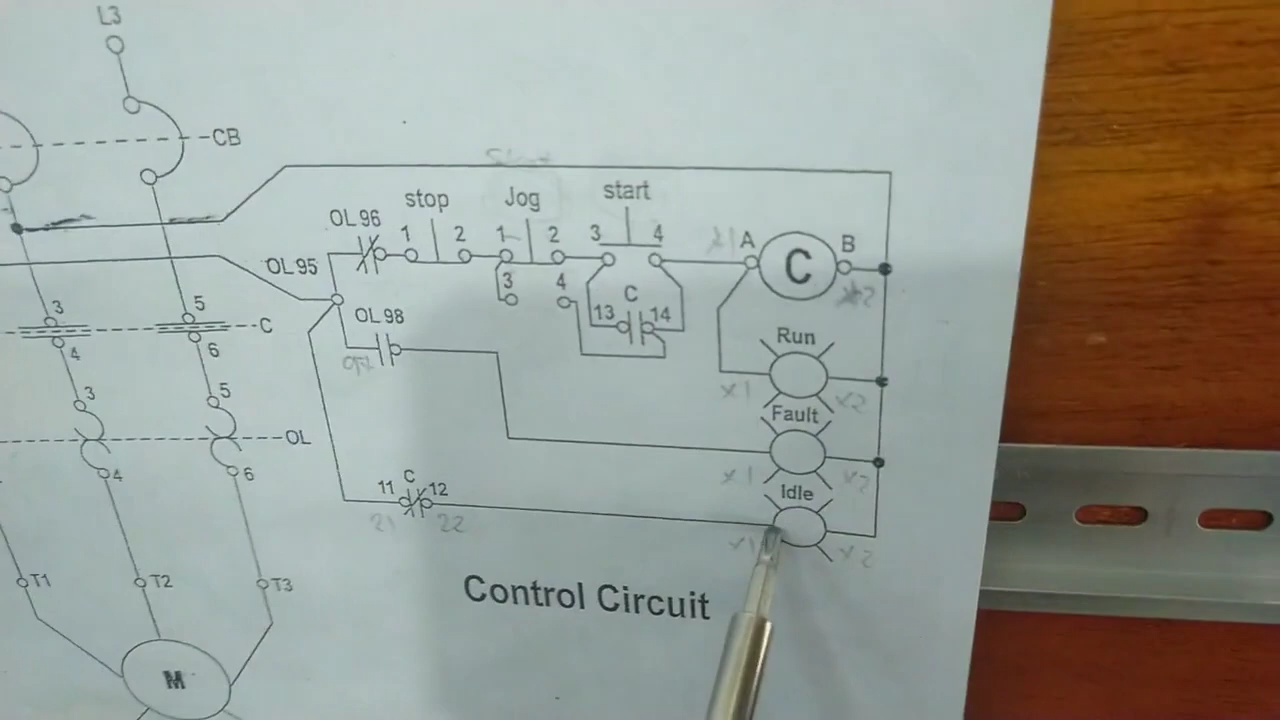 L3
CB
stop
Jog
start
OL 96
1
2
1
2
3
4
A
B
C
OL 95
3
4
C
13
14
X2
OL 98
Run
3
5
C
4
6
X1
X2
Fault
3
5
OL
4
6
X1
X2
Idle
11
C
12
21
22
X1
X2
T1
T2
T3
Control Circuit
M